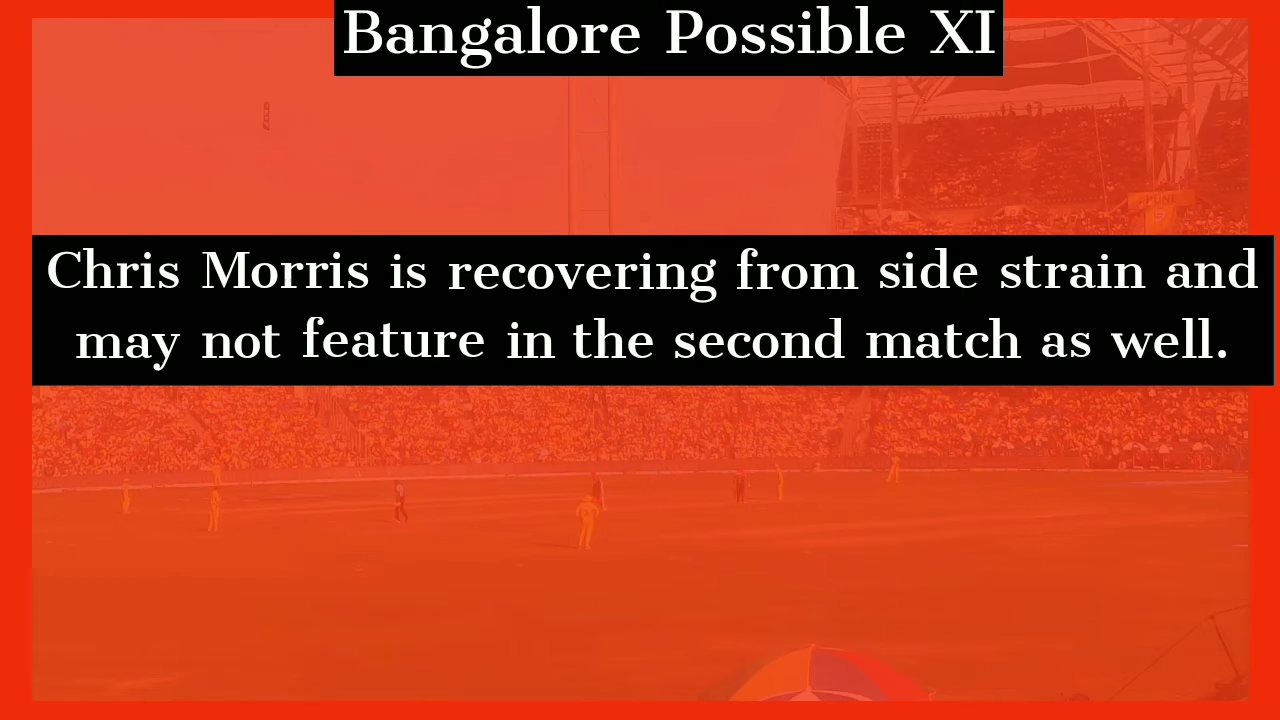 Bangalore Possible XI
Chris Morris is recovering from side strain and
may not feature in the second match as well.